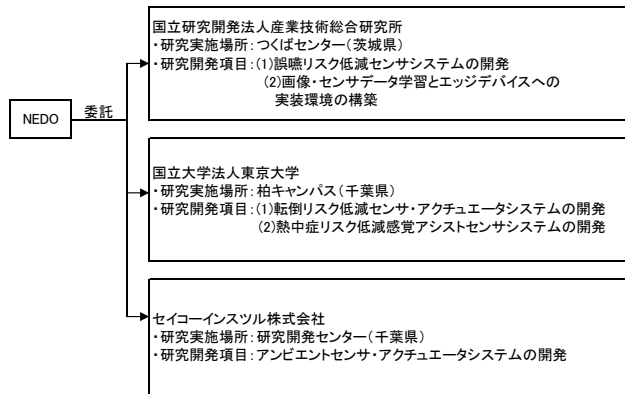 NEDO
委託
国立研究開発法人産業技術総合研究所
・研究実施場所：つくばセンター（茨城県）
・研究開発項目：(1)誤嚥リスク低減センサシステムの開発
(2)画像・センサデータ学習とエッジデバイスへの
実装環境の構築
国立大学法人東京大学
・研究実施場所：柏キャンパス（千葉県）
・研究開発項目：(1)転倒リスク低減センサ・アクチュエータシステムの開発
(2)熱中症リスク低減感覚アシストセンサシステムの開発
セイコーインスツル株式会社
・研究実施場所：研究開発センター（千葉県）
・研究開発項目：アンビエントセンサ・アクチュエータシステムの開発